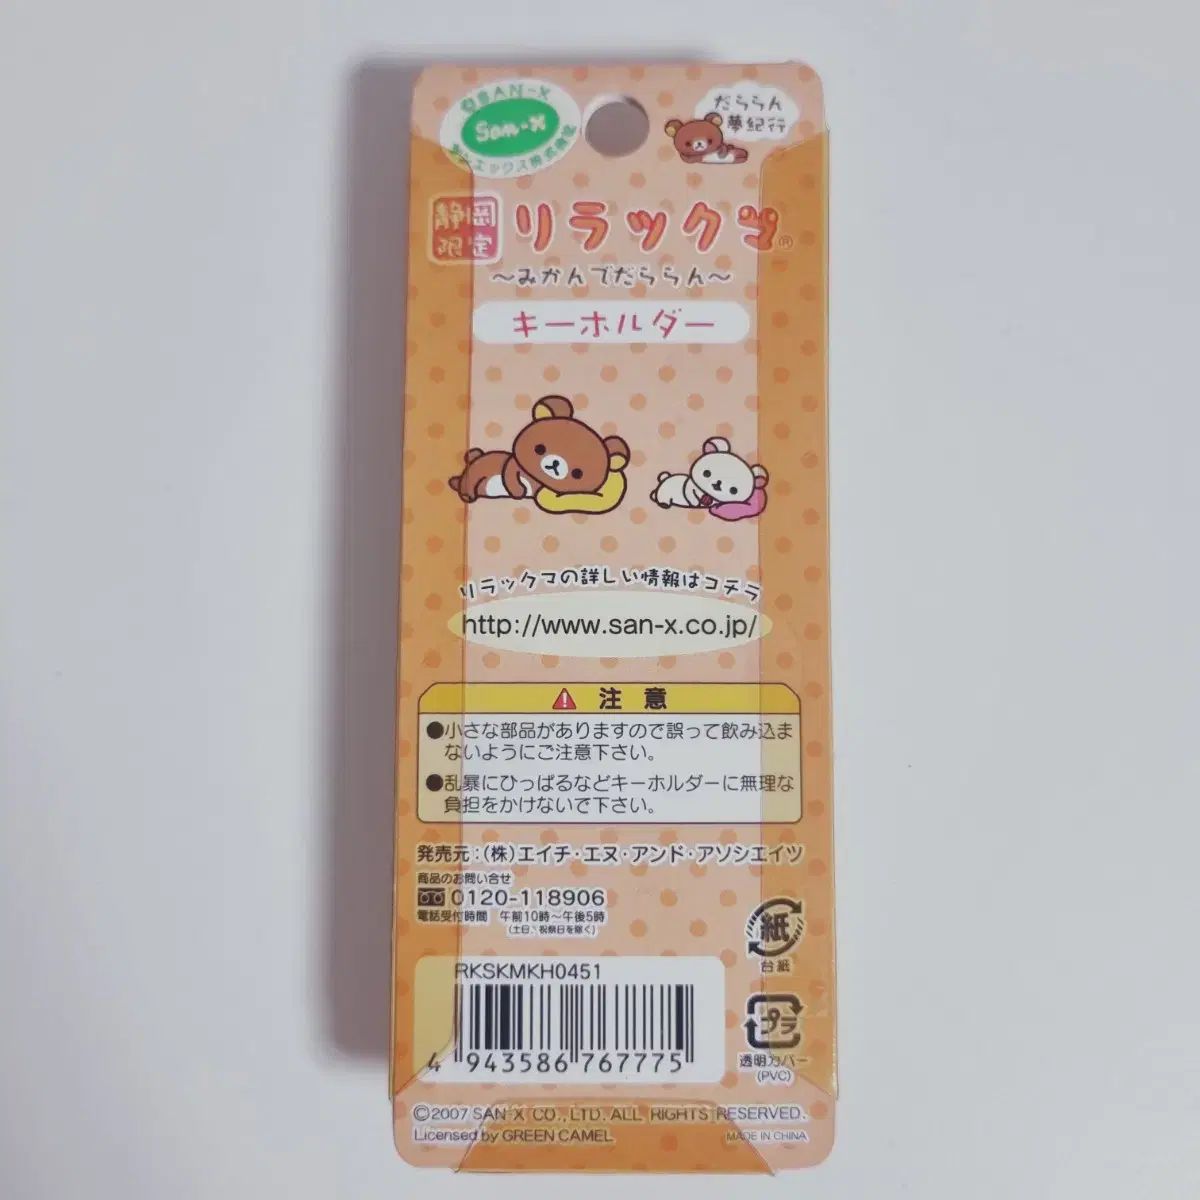 ©SAN-X
San-X
サンエックス株式会社
だららん
夢紀行
静岡
限定
リラックマ®
〜みかんでだららん〜
キーホルダー
リラックマの詳しい情報はコチラ
http://www.san-x.co.jp/
注 意
●小さな部品がありますので誤って飲み込ま
ないようにご注意下さい。
●乱暴にひっぱるなどキーホルダーに無理な
負担をかけないで下さい。
発売元:(株)エイチ・エヌ・アンド・アソシエイツ
商品のお問い合せ
0120-118906
電話受付時間 午前10時〜午後5時
(土日、祝祭日を除く)
紙
台紙
RKSKMKH0451
4 943586 767775
プラ
透明カバー
(PVC)
©2007 SAN-X CO., LTD. ALL RIGHTS RESERVED.
Licensed by GREEN CAMEL
MADE IN CHINA